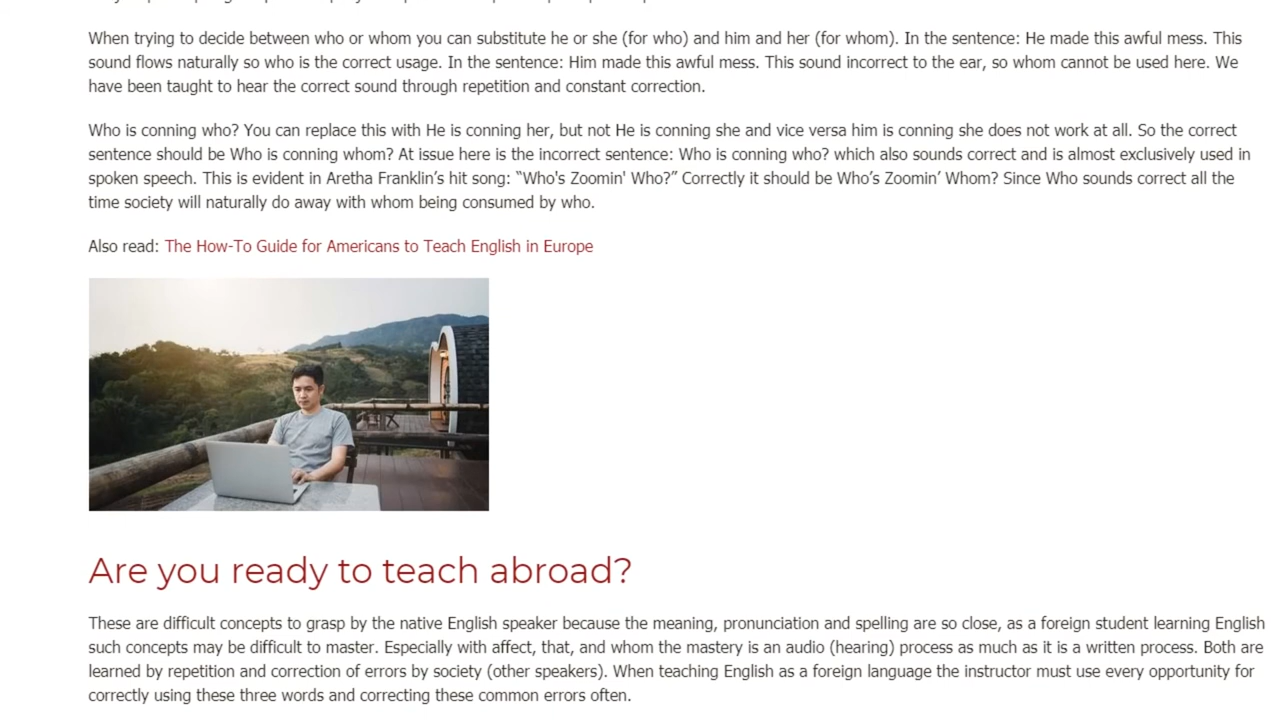 When trying to decide between who or whom you can substitute he or she (for who) and him and her (for whom). In the sentence: He made this awful mess. This
sound flows naturally so who is the correct usage. In the sentence: Him made this awful mess. This sound incorrect to the ear, so whom cannot be used here. We
have been taught to hear the correct sound through repetition and constant correction.
Who is conning who? You can replace this with He is conning her, but not He is conning she and vice versa him is conning she does not work at all. So the correct
sentence should be Who is conning whom? At issue here is the incorrect sentence: Who is conning who? which also sounds correct and is almost exclusively used in
spoken speech. This is evident in Aretha Franklin’s hit song: “Who's Zoomin' Who?” Correctly it should be Who’s Zoomin’ Whom? Since Who sounds correct all the
time society will naturally do away with whom being consumed by who.
Also read: The How-To Guide for Americans to Teach English in Europe
Are you ready to teach abroad?
These are difficult concepts to grasp by the native English speaker because the meaning, pronunciation and spelling are so close, as a foreign student learning English
such concepts may be difficult to master. Especially with affect, that, and whom the mastery is an audio (hearing) process as much as it is a written process. Both are
learned by repetition and correction of errors by society (other speakers). When teaching English as a foreign language the instructor must use every opportunity for
correctly using these three words and correcting these common errors often.